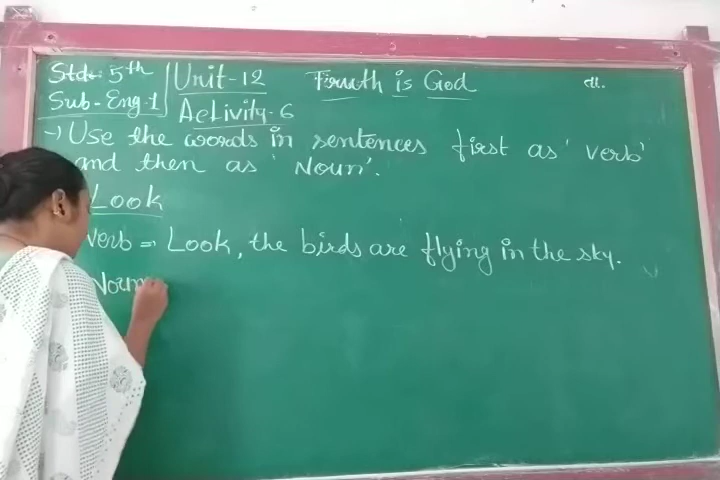 Std- 5th
Sub-Eng-1
Unit-12
Truth is God
dt.
Activity-6
→ Use the words in sentences first as 'verb'
and then as 'Noun'.
Look
Verb = Look, the birds are flying in the sky.
Noun